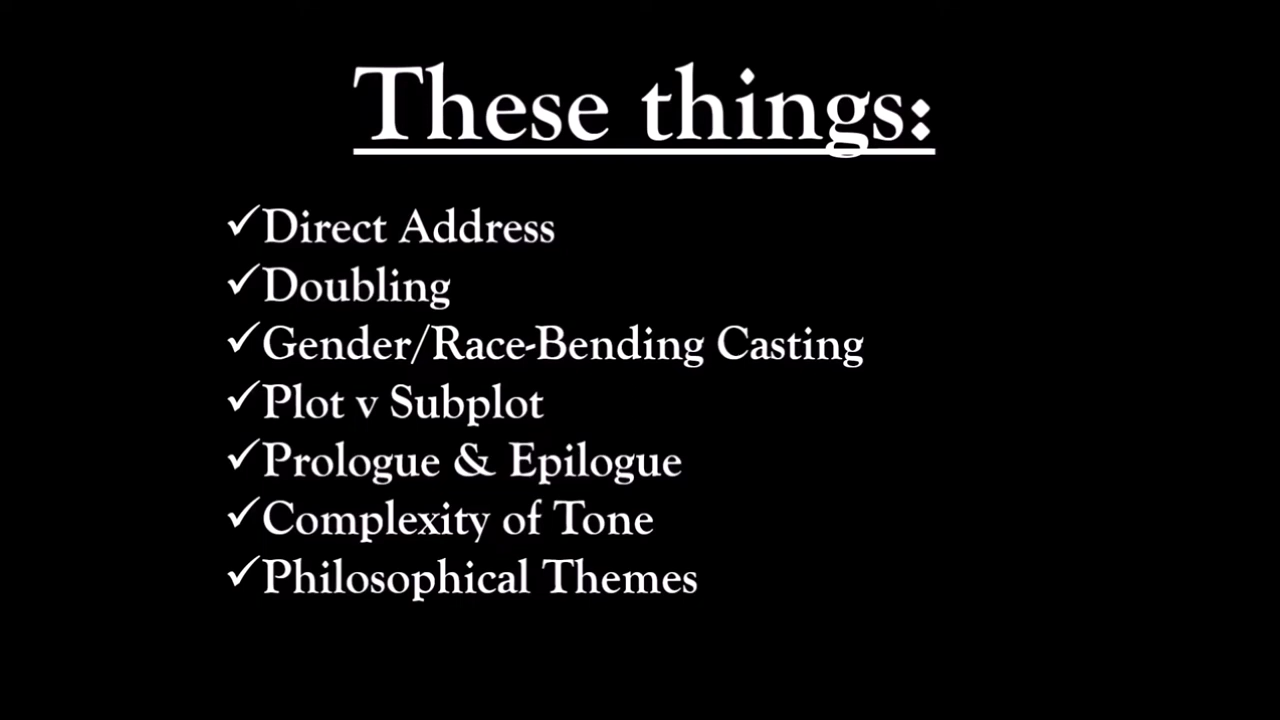 These things:
✓Direct Address
✓Doubling
✓Gender/Race-Bending Casting
✓Plot v Subplot
✓Prologue & Epilogue
✓Complexity of Tone
✓Philosophical Themes